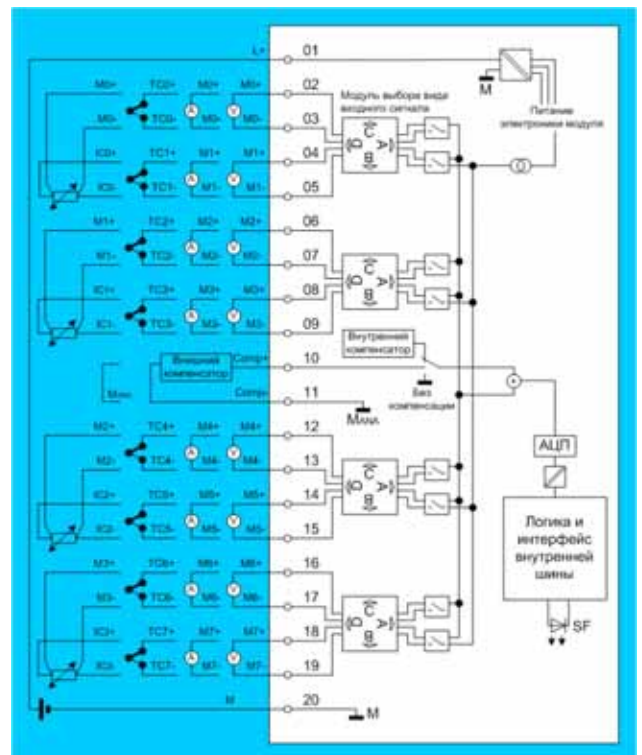 L+ 01
M
Питание
электроники модуля
Модуль выбора вида
входного сигнала
M0+ TC0+ M0+ M0+ 02
M0- TC0- M0- M0- 03
IC0+ TC1+ M1+ M1+ 04
IC0- TC1- M1- M1- 05
A V
A V
A B C D
M1+ TC2+ M2+ M2+ 06
M1- TC2- M2- M2- 07
IC1+ TC3+ M3+ M3+ 08
IC1- TC3- M3- M3- 09
A V
A V
A B C D
Внутренний
компенсатор
Внешний
компенсатор
Comp+ 10
Comp- 11
Без
компенсации
MANA
АЦП
M2+ TC4+ M4+ M4+ 12
M2- TC4- M4- M4- 13
IC2+ TC5+ M5+ M5+ 14
IC2- TC5- M5- M5- 15
A V
A V
A B C D
Логика и
интерфейс
внутренней
шины
SF
M3+ TC6+ M6+ M6+ 16
M3- TC6- M6- M6- 17
IC3+ TC7+ M7+ M7+ 18
IC3- TC7- M7- M7- 19
A V
A V
A B C D
M 20
M